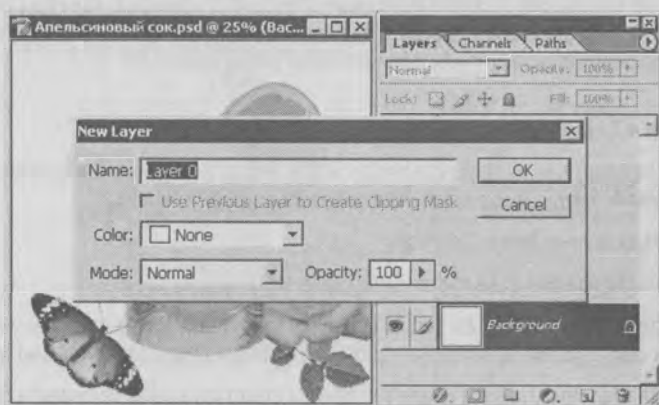 Апельсиновый сок.psd @ 25% (Bac...
Layers Channels Paths
Normal Opacity: 100%
Lock: Fill: 100%
New Layer
Name: Layer 0 OK
Use Previous Layer to Create Clipping Mask Cancel
Color: None
Mode: Normal Opacity: 100 %
Background